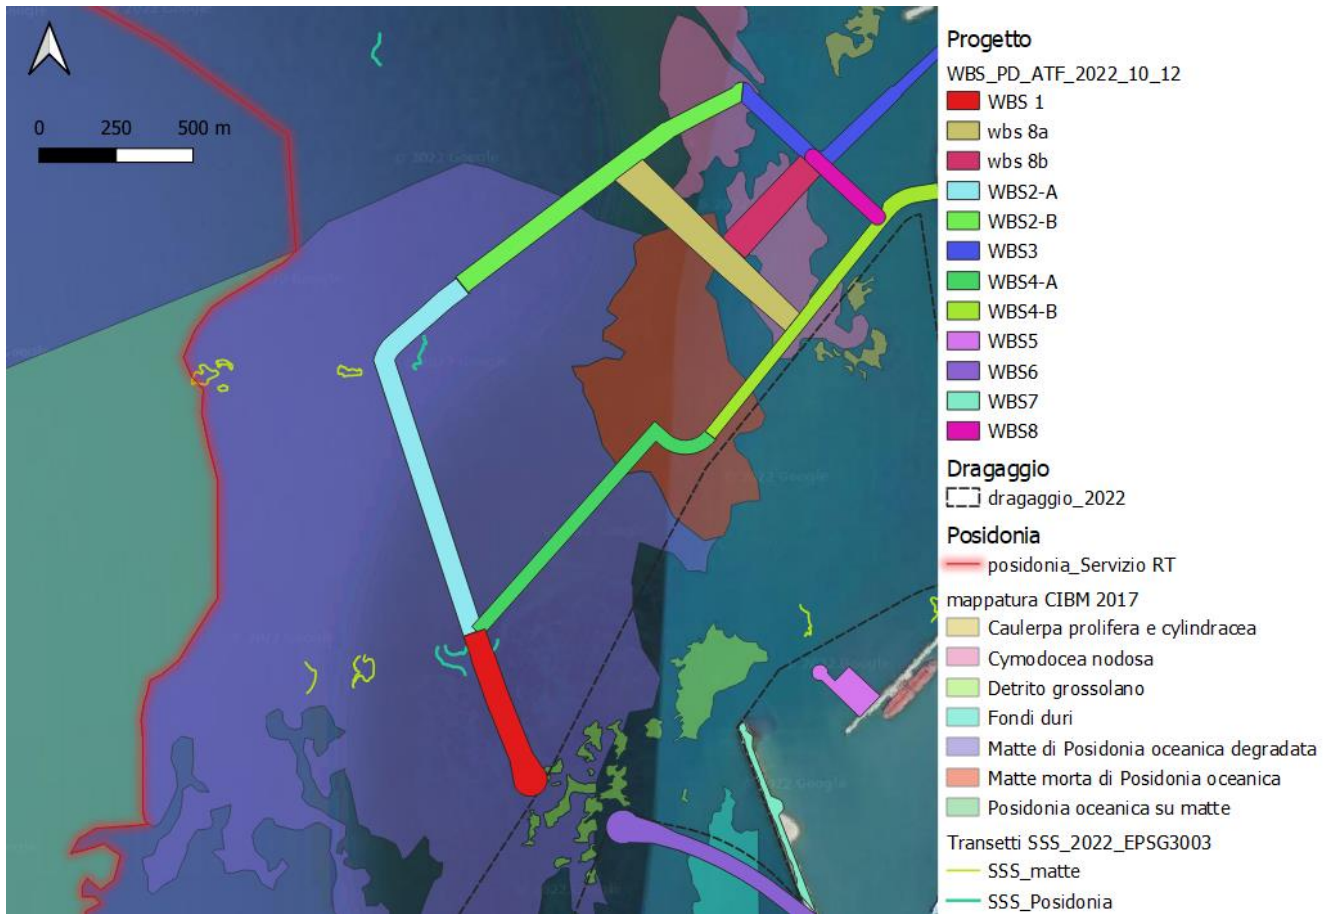 0 250 500 m
© 2022 Google
Progetto
WBS_PD_ATF_2022_10_12
WBS 1
wbs 8a
wbs 8b
WBS2-A
WBS2-B
WBS3
WBS4-A
WBS4-B
WBS5
WBS6
WBS7
WBS8
Dragaggio
dragaggio_2022
Posidonia
posidonia_Servizio RT
mappatura CIBM 2017
Caulerpa prolifera e cylindracea
Cymodocea nodosa
Detrito grossolano
Fondi duri
Matte di Posidonia oceanica degradata
Matte morta di Posidonia oceanica
Posidonia oceanica su matte
Transetti SSS_2022_EPSG3003
SSS_matte
SSS_Posidonia